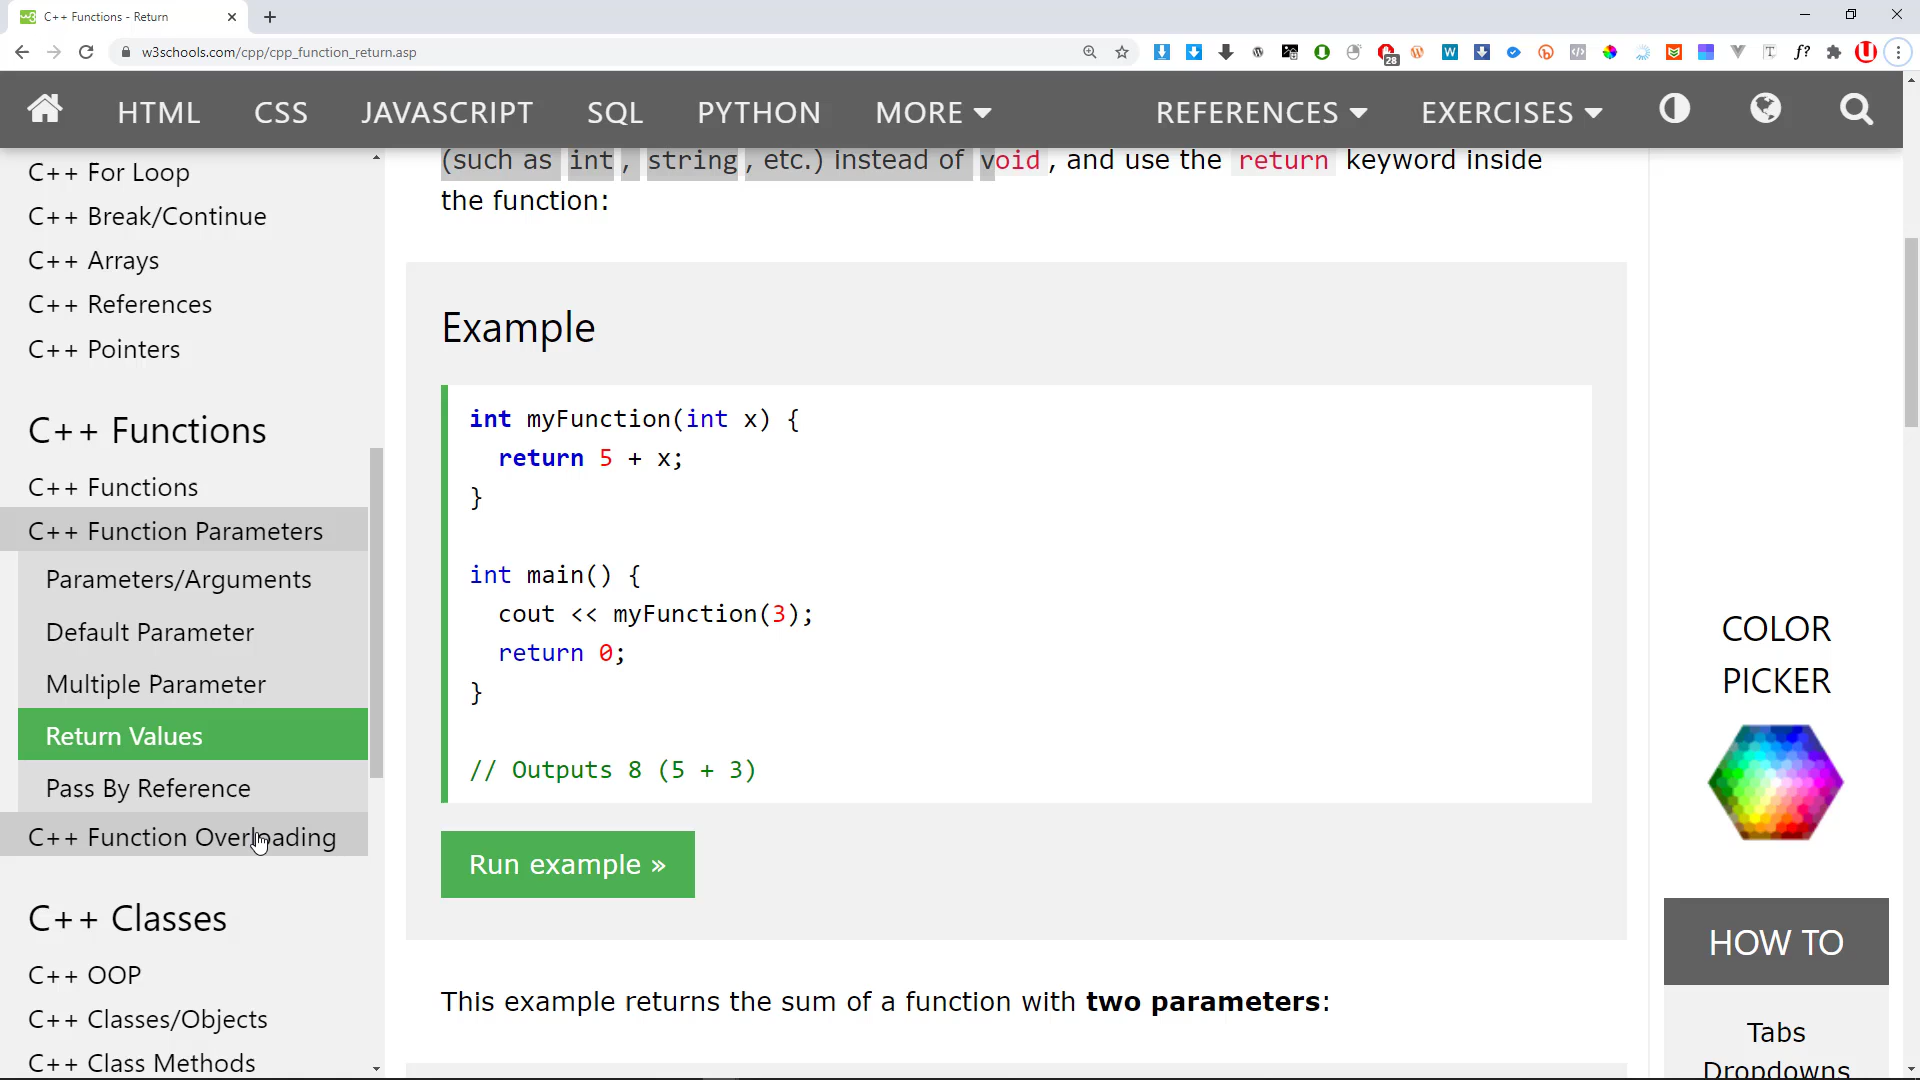 C++ Functions - Return
w3schools.com/cpp/cpp_function_return.asp
28
HTML
CSS
JAVASCRIPT
SQL
PYTHON
MORE
REFERENCES
EXERCISES
C++ For Loop
C++ Break/Continue
C++ Arrays
C++ References
C++ Pointers
C++ Functions
C++ Functions
C++ Function Parameters
Parameters/Arguments
Default Parameter
Multiple Parameter
Return Values
Pass By Reference
C++ Function Overloading
C++ Classes
C++ OOP
C++ Classes/Objects
C++ Class Methods
(such as int, string, etc.) instead of void, and use the return keyword inside
the function:
Example
int myFunction(int x) {
return 5 + x;
}
int main() {
cout << myFunction(3);
return 0;
}
// Outputs 8 (5 + 3)
Run example »
This example returns the sum of a function with two parameters:
COLOR
PICKER
HOW TO
Tabs
Dropdowns